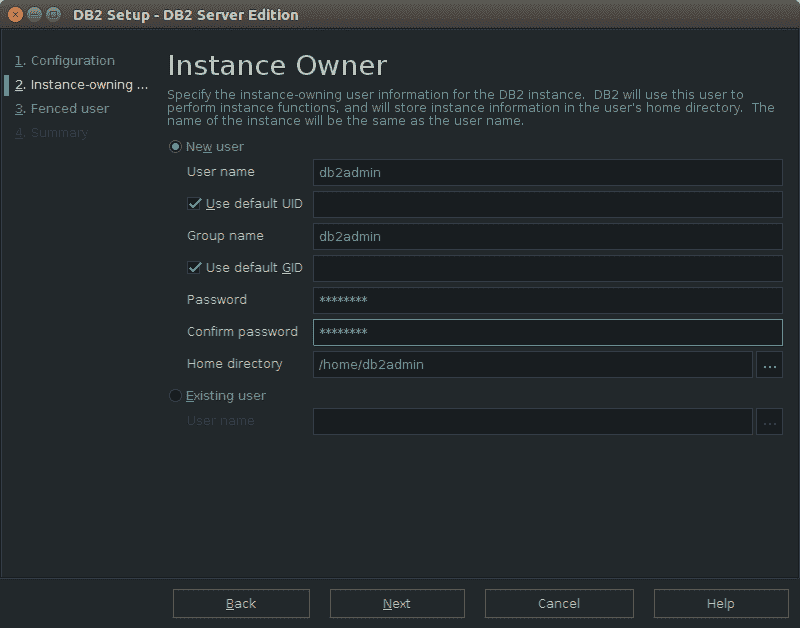 DB2 Setup - DB2 Server Edition
1. Configuration
2. Instance-owning ...
3. Fenced user
4. Summary
Instance Owner
Specify the instance-owning user information for the DB2 instance.  DB2 will use this user to
perform instance functions, and will store instance information in the user's home directory.  The
name of the instance will be the same as the user name.
New user
User name db2admin
Use default UID
Group name db2admin
Use default GID
Password ********
Confirm password ********
Home directory /home/db2admin ...
Existing user
User name ...
Back Next Cancel Help